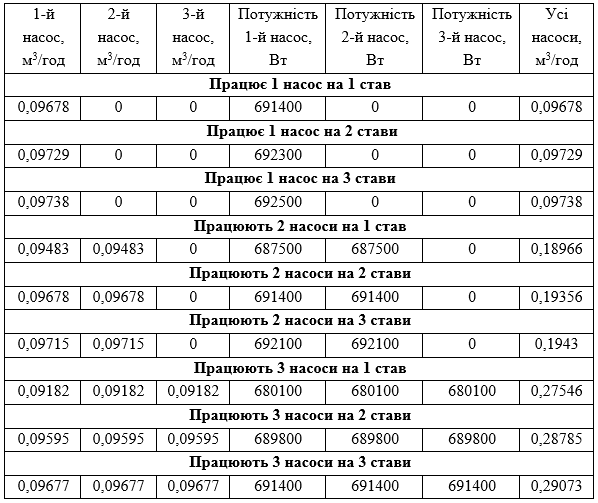 1-й насос, м³/год | 2-й насос, м³/год | 3-й насос, м³/год | Потужність 1-й насос, Вт | Потужність 2-й насос, Вт | Потужність 3-й насос, Вт | Усі насоси, м³/год
Працює 1 насос на 1 став
0,09678 | 0 | 0 | 691400 | 0 | 0 | 0,09678
Працює 1 насос на 2 стави
0,09729 | 0 | 0 | 692300 | 0 | 0 | 0,09729
Працює 1 насос на 3 стави
0,09738 | 0 | 0 | 692500 | 0 | 0 | 0,09738
Працюють 2 насоси на 1 став
0,09483 | 0,09483 | 0 | 687500 | 687500 | 0 | 0,18966
Працюють 2 насоси на 2 стави
0,09678 | 0,09678 | 0 | 691400 | 691400 | 0 | 0,19356
Працюють 2 насоси на 3 стави
0,09715 | 0,09715 | 0 | 692100 | 692100 | 0 | 0,1943
Працюють 3 насоси на 1 став
0,09182 | 0,09182 | 0,09182 | 680100 | 680100 | 680100 | 0,27546
Працюють 3 насоси на 2 стави
0,09595 | 0,09595 | 0,09595 | 689800 | 689800 | 689800 | 0,28785
Працюють 3 насоси на 3 стави
0,09677 | 0,09677 | 0,09677 | 691400 | 691400 | 691400 | 0,29073